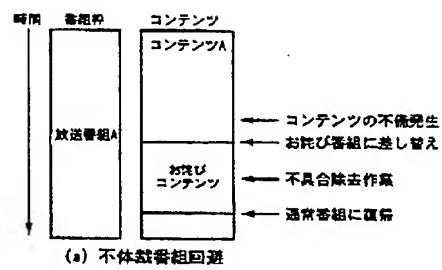 時間
番組枠
コンテンツ
コンテンツA
放送番組A
お詫び
コンテンツ
コンテンツの不備発生
お詫び番組に差し替え
不具合除去作業
通常番組に復帰
(a) 不体裁番組回避